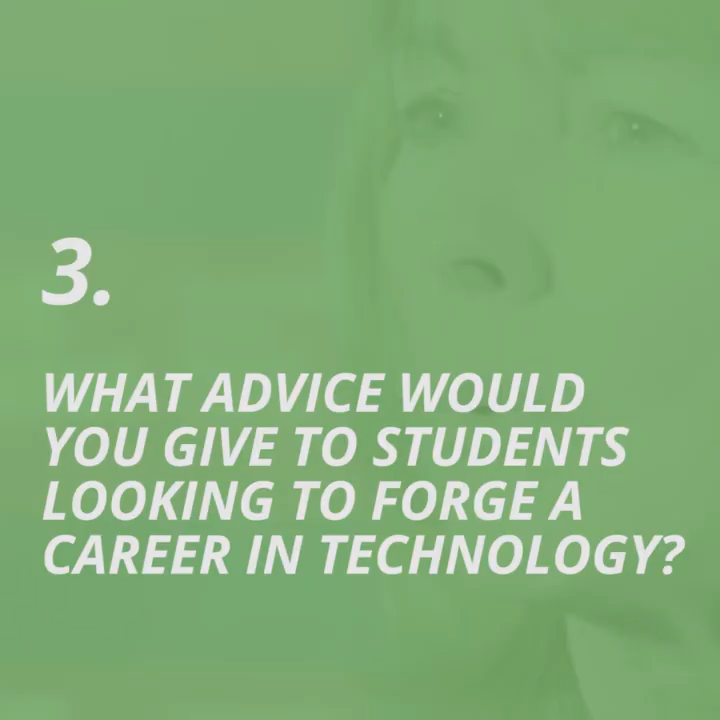 3.
WHAT ADVICE WOULD
YOU GIVE TO STUDENTS
LOOKING TO FORGE A
CAREER IN TECHNOLOGY?